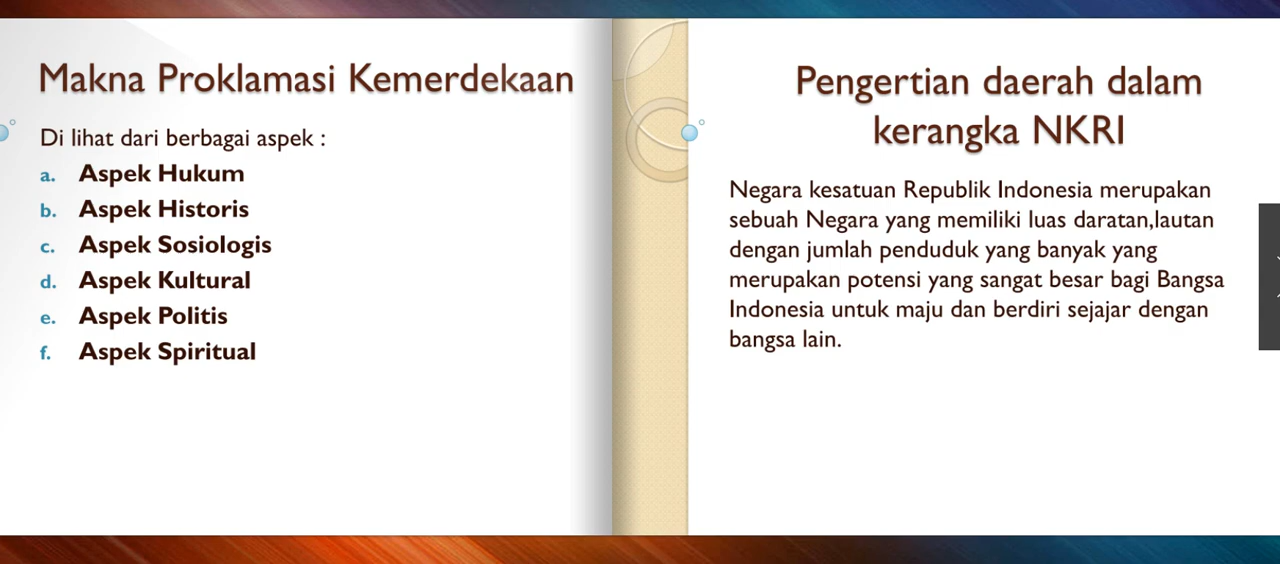 Makna Proklamasi Kemerdekaan
Di lihat dari berbagai aspek :
a. Aspek Hukum
b. Aspek Historis
c. Aspek Sosiologis
d. Aspek Kultural
e. Aspek Politis
f. Aspek Spiritual
Pengertian daerah dalam
kerangka NKRI
Negara kesatuan Republik Indonesia merupakan
sebuah Negara yang memiliki luas daratan,lautan
dengan jumlah penduduk yang banyak yang
merupakan potensi yang sangat besar bagi Bangsa
Indonesia untuk maju dan berdiri sejajar dengan
bangsa lain.